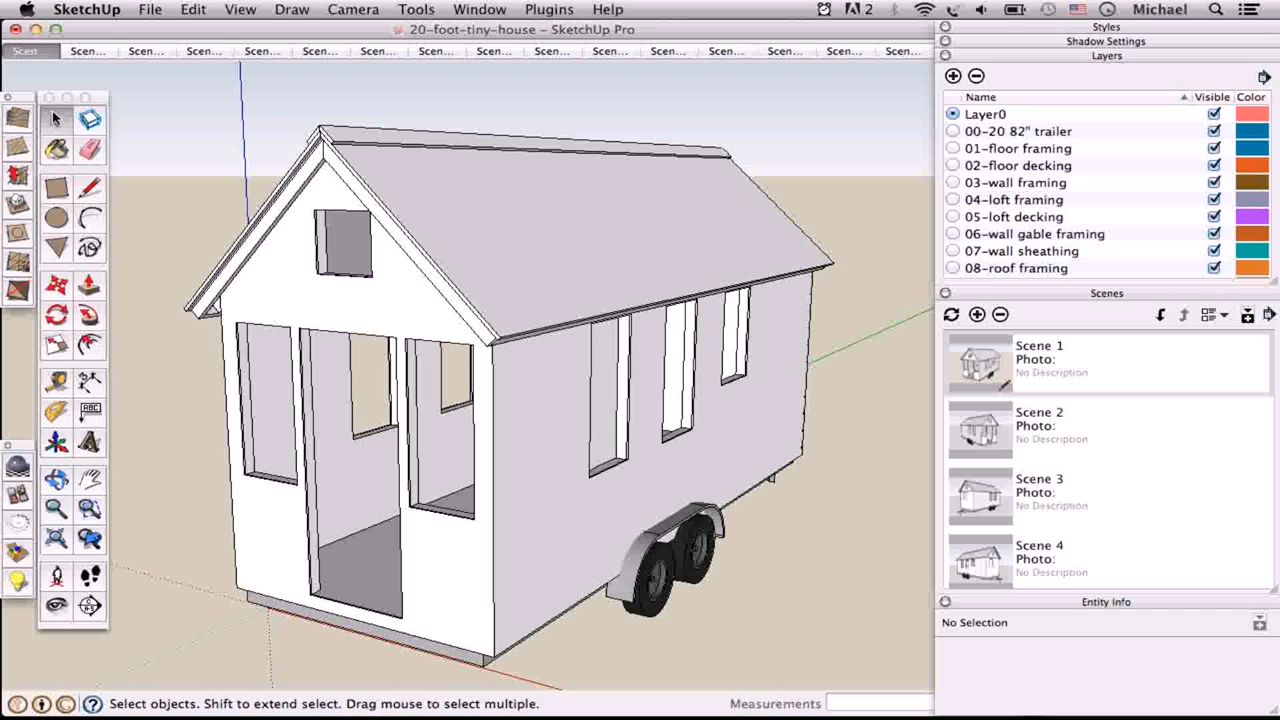 SketchUp File Edit View Draw Camera Tools Window Plugins Help 2 Michael
20-foot-tiny-house – SketchUp Pro
Scen Scen... Scen... Scen... Scen... Scen... Scen... Scen... Scen... Scen... Scen... Scen... Scen... Scen... Scen... Scen...
Styles
Shadow Settings
Layers
Name Visible Color
Layer0
00-20 82" trailer
01-floor framing
02-floor decking
03-wall framing
04-loft framing
05-loft decking
06-wall gable framing
07-wall sheathing
08-roof framing
Scenes
Scene 1
Photo:
No Description
Scene 2
Photo:
No Description
Scene 3
Photo:
No Description
Scene 4
Photo:
No Description
Entity Info
No Selection
ABC
Select objects. Shift to extend select. Drag mouse to select multiple.
Measurements